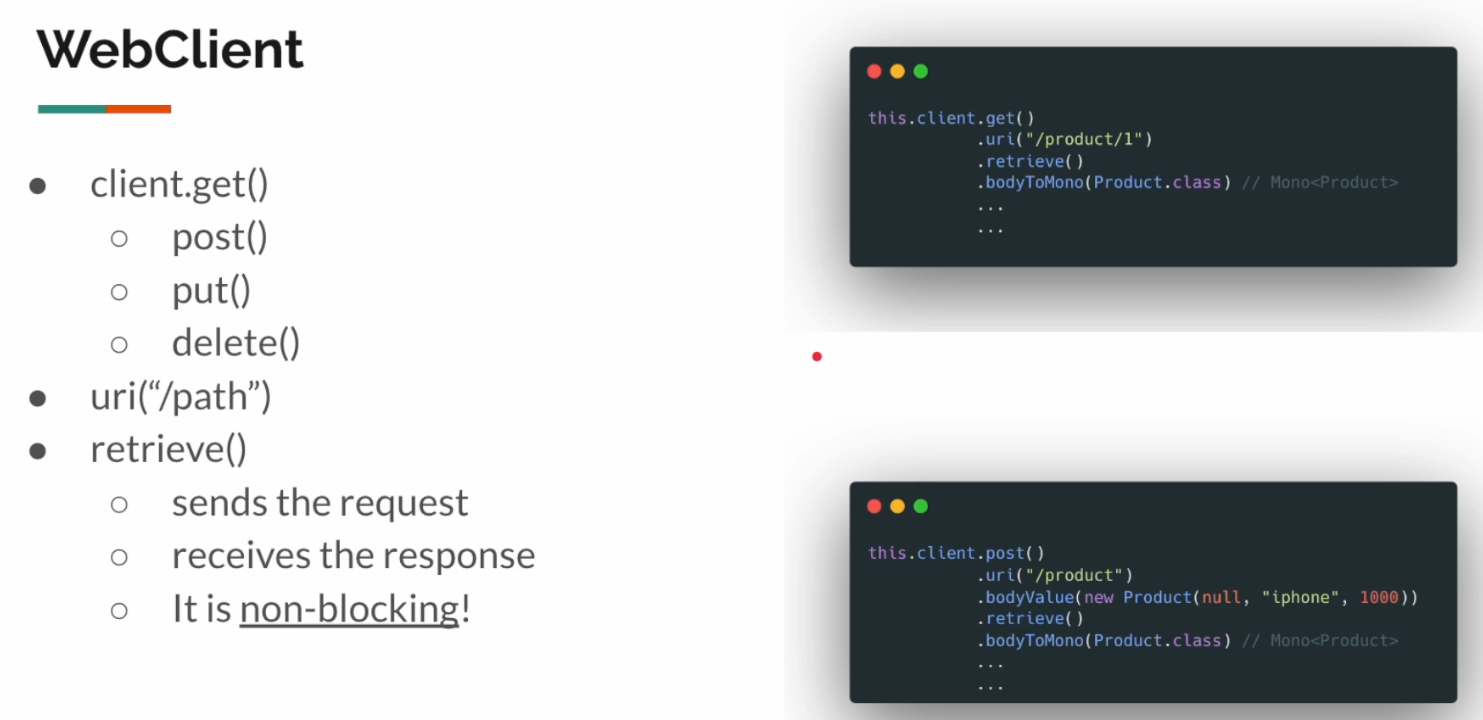 WebClient
client.get()
post()
put()
delete()
uri(“/path”)
retrieve()
sends the request
receives the response
It is non-blocking!
this.client.get()
.uri("/product/1")
.retrieve()
.bodyToMono(Product.class) // Mono<Product>
...
...
this.client.post()
.uri("/product")
.bodyValue(new Product(null, "iphone", 1000))
.retrieve()
.bodyToMono(Product.class) // Mono<Product>
...
...